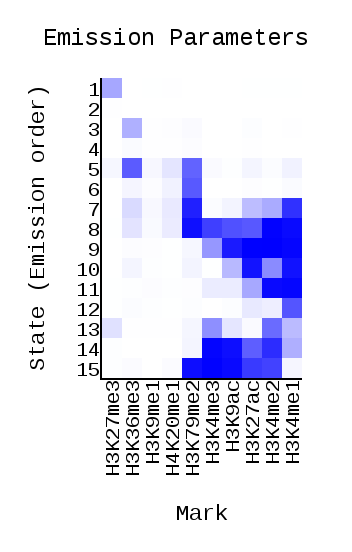 Emission Parameters
State (Emission order)
1
2
3
4
5
6
7
8
9
10
11
12
13
14
15
H3K27me3
H3K36me3
H3K9me1
H4K20me1
H3K79me2
H3K4me3
H3K9ac
H3K27ac
H3K4me2
H3K4me1
Mark